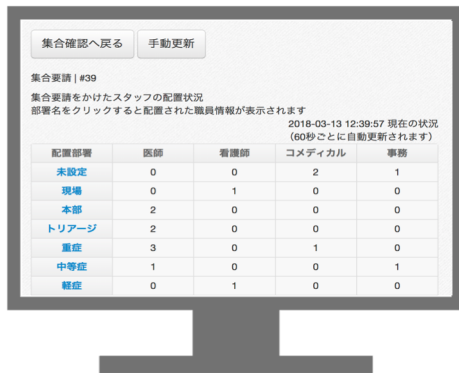 集合確認へ戻る 手動更新
集合要請 | #39
集合要請をかけたスタッフの配置状況
部署名をクリックすると配置された職員情報が表示されます
2018-03-13 12:39:57 現在の状況
（60秒ごとに自動更新されます）
配置部署 医師 看護師 コメディカル 事務
未設定 0 0 2 1
現場 0 1 0 0
本部 2 0 0 0
トリアージ 2 0 0 0
重症 3 0 1 0
中等症 1 0 0 1
軽症 0 1 0 0